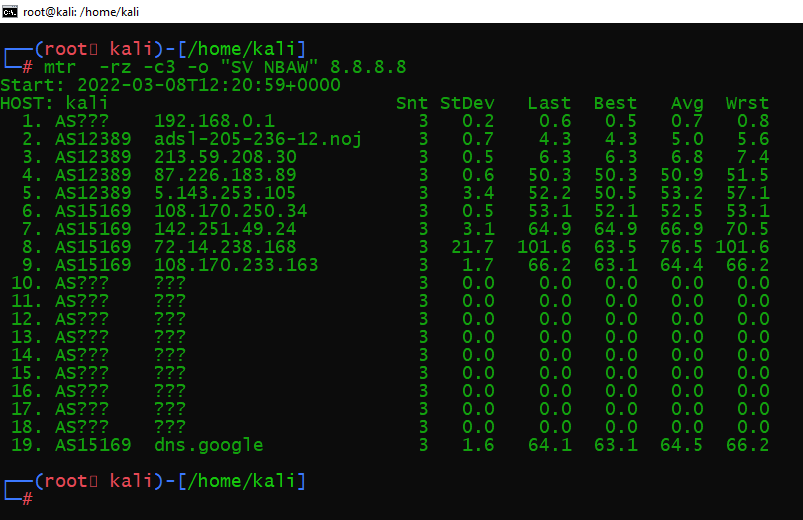 root@kali: /home/kali
┌──(root㉿ kali)-[/home/kali]
└─# mtr  -rz -c3 -o "SV NBAW" 8.8.8.8
Start: 2022-03-08T12:20:59+0000
HOST: kali Snt StDev Last Best Avg Wrst
1. AS??? 192.168.0.1 3 0.2 0.6 0.5 0.7 0.8
2. AS12389 adsl-205-236-12.noj 3 0.7 4.3 4.3 5.0 5.6
3. AS12389 213.59.208.30 3 0.5 6.3 6.3 6.8 7.4
4. AS12389 87.226.183.89 3 0.6 50.3 50.3 50.9 51.5
5. AS12389 5.143.253.105 3 3.4 52.2 50.5 53.2 57.1
6. AS15169 108.170.250.34 3 0.5 53.1 52.1 52.5 53.1
7. AS15169 142.251.49.24 3 3.1 64.9 64.9 66.9 70.5
8. AS15169 72.14.238.168 3 21.7 101.6 63.5 76.5 101.6
9. AS15169 108.170.233.163 3 1.7 66.2 63.1 64.4 66.2
10. AS??? ??? 3 0.0 0.0 0.0 0.0 0.0
11. AS??? ??? 3 0.0 0.0 0.0 0.0 0.0
12. AS??? ??? 3 0.0 0.0 0.0 0.0 0.0
13. AS??? ??? 3 0.0 0.0 0.0 0.0 0.0
14. AS??? ??? 3 0.0 0.0 0.0 0.0 0.0
15. AS??? ??? 3 0.0 0.0 0.0 0.0 0.0
16. AS??? ??? 3 0.0 0.0 0.0 0.0 0.0
17. AS??? ??? 3 0.0 0.0 0.0 0.0 0.0
18. AS??? ??? 3 0.0 0.0 0.0 0.0 0.0
19. AS15169 dns.google 3 1.6 64.1 63.1 64.5 66.2
┌──(root▯ kali)-[/home/kali]
└─#